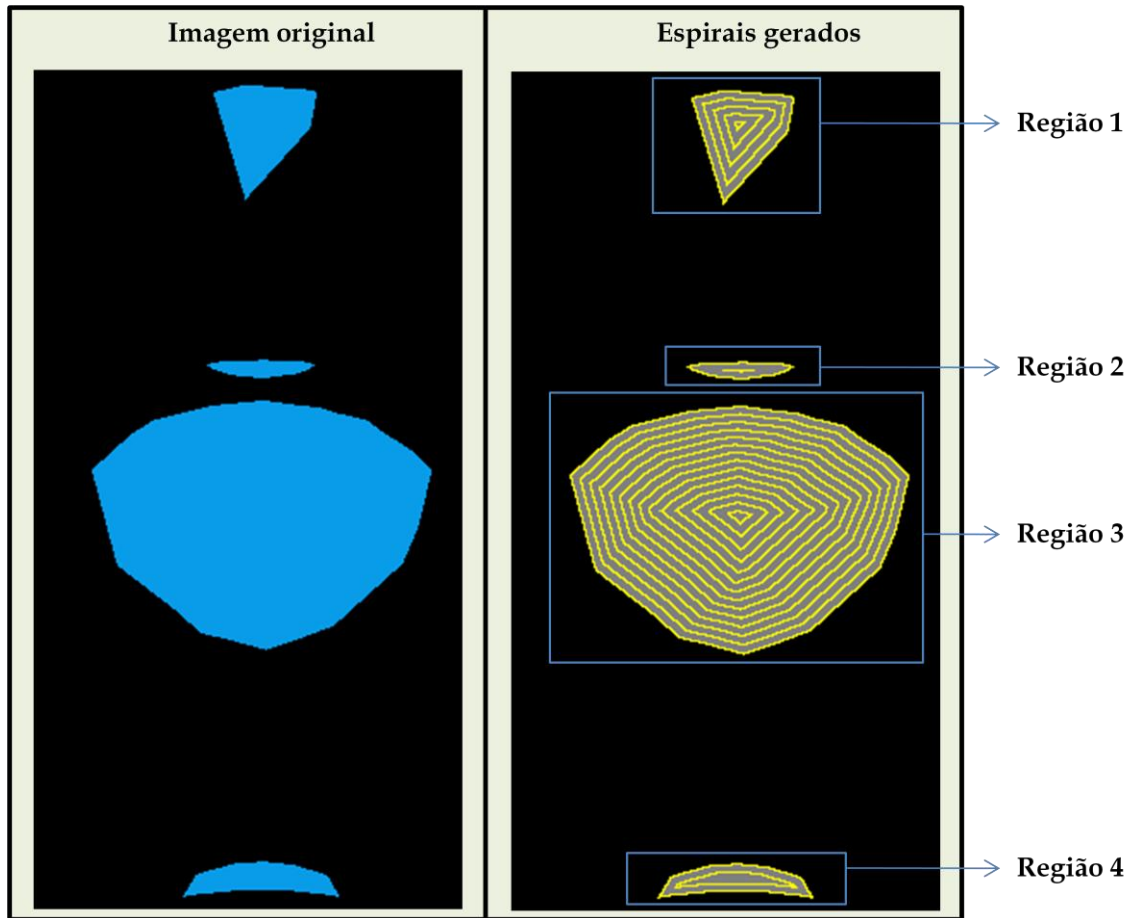 Imagem original
Espirais gerados
Região 1
Região 2
Região 3
Região 4